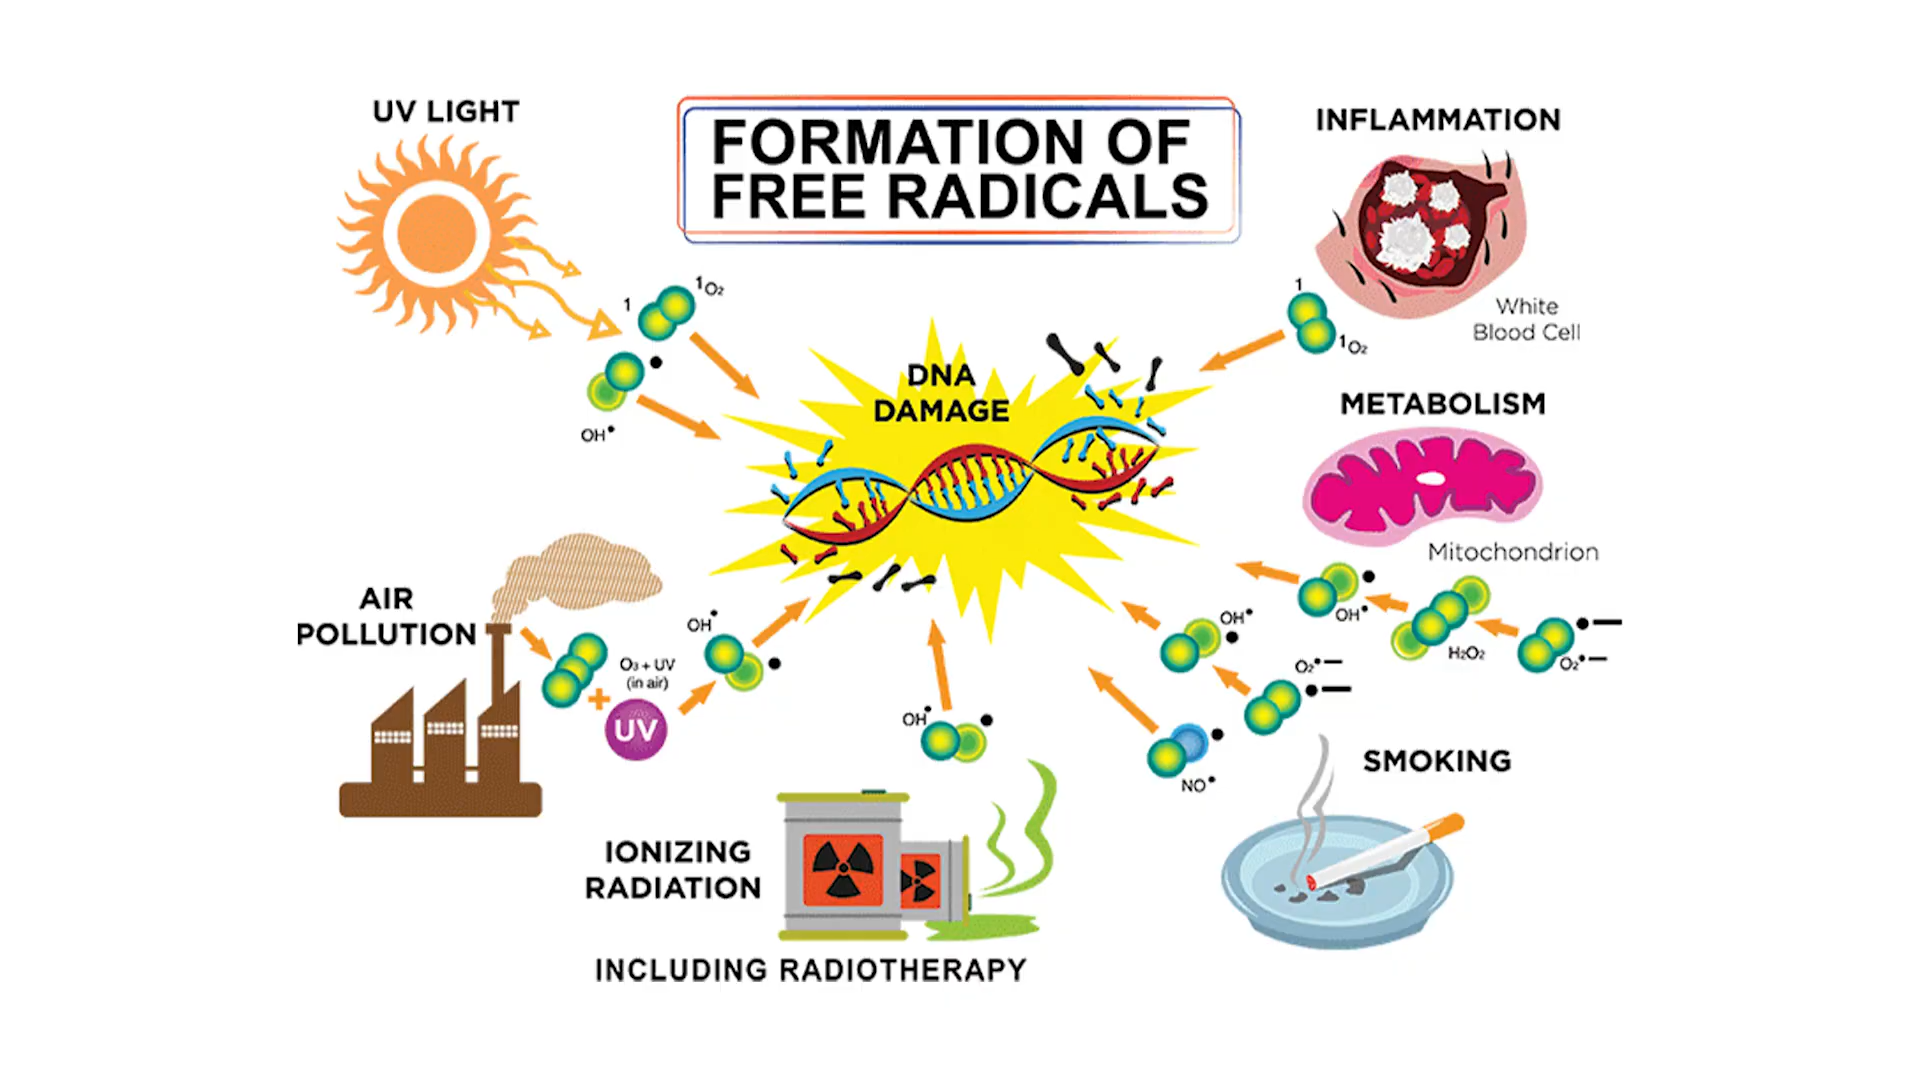 FORMATION OF
FREE RADICALS
UV LIGHT
1
¹O₂
OH•
INFLAMMATION
White
Blood Cell
1
¹O₂
DNA
DAMAGE
METABOLISM
Mitochondrion
OH•
H₂O₂
O₂•—
AIR
POLLUTION
O₃ + UV
(in air)
UV
OH•
OH•
OH•
O₂•—
NO•
SMOKING
IONIZING
RADIATION
INCLUDING RADIOTHERAPY